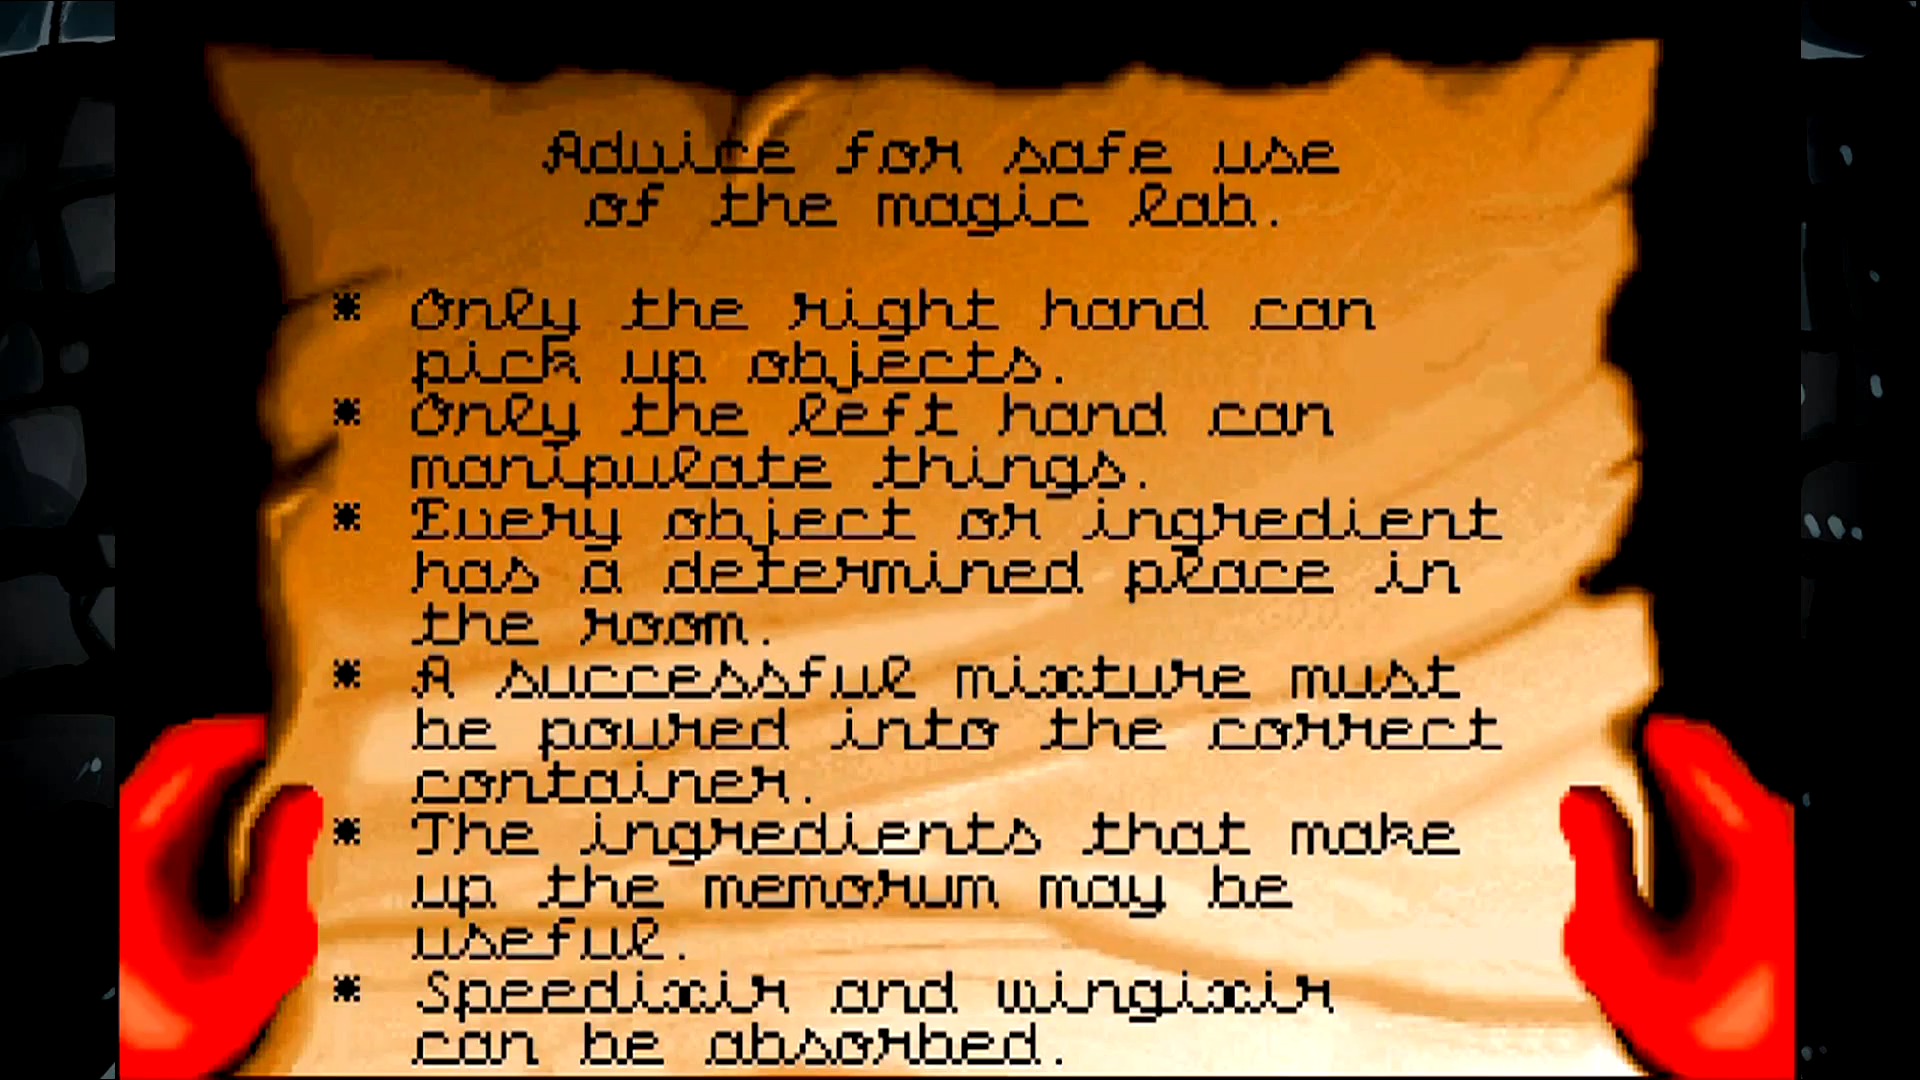 Advice for safe use
of the magic lab.
* Only the right hand can
pick up objects.
* Only the left hand can
manipulate things.
* Every object or ingredient
has a determined place in
the room.
* A successful mixture must
be poured into the correct
container.
* The ingredients that make
up the memorum may be
useful.
* Speedixir and wingixir
can be absorbed.